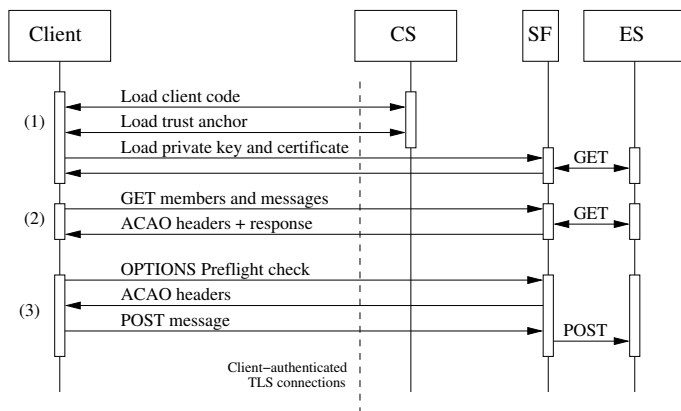 Client CS SF ES
Load client code
(1)
Load trust anchor
Load private key and certificate
GET
GET members and messages
(2)
ACAO headers + response
GET
OPTIONS Preflight check
ACAO headers
(3)
POST message
POST
Client−authenticated
TLS connections